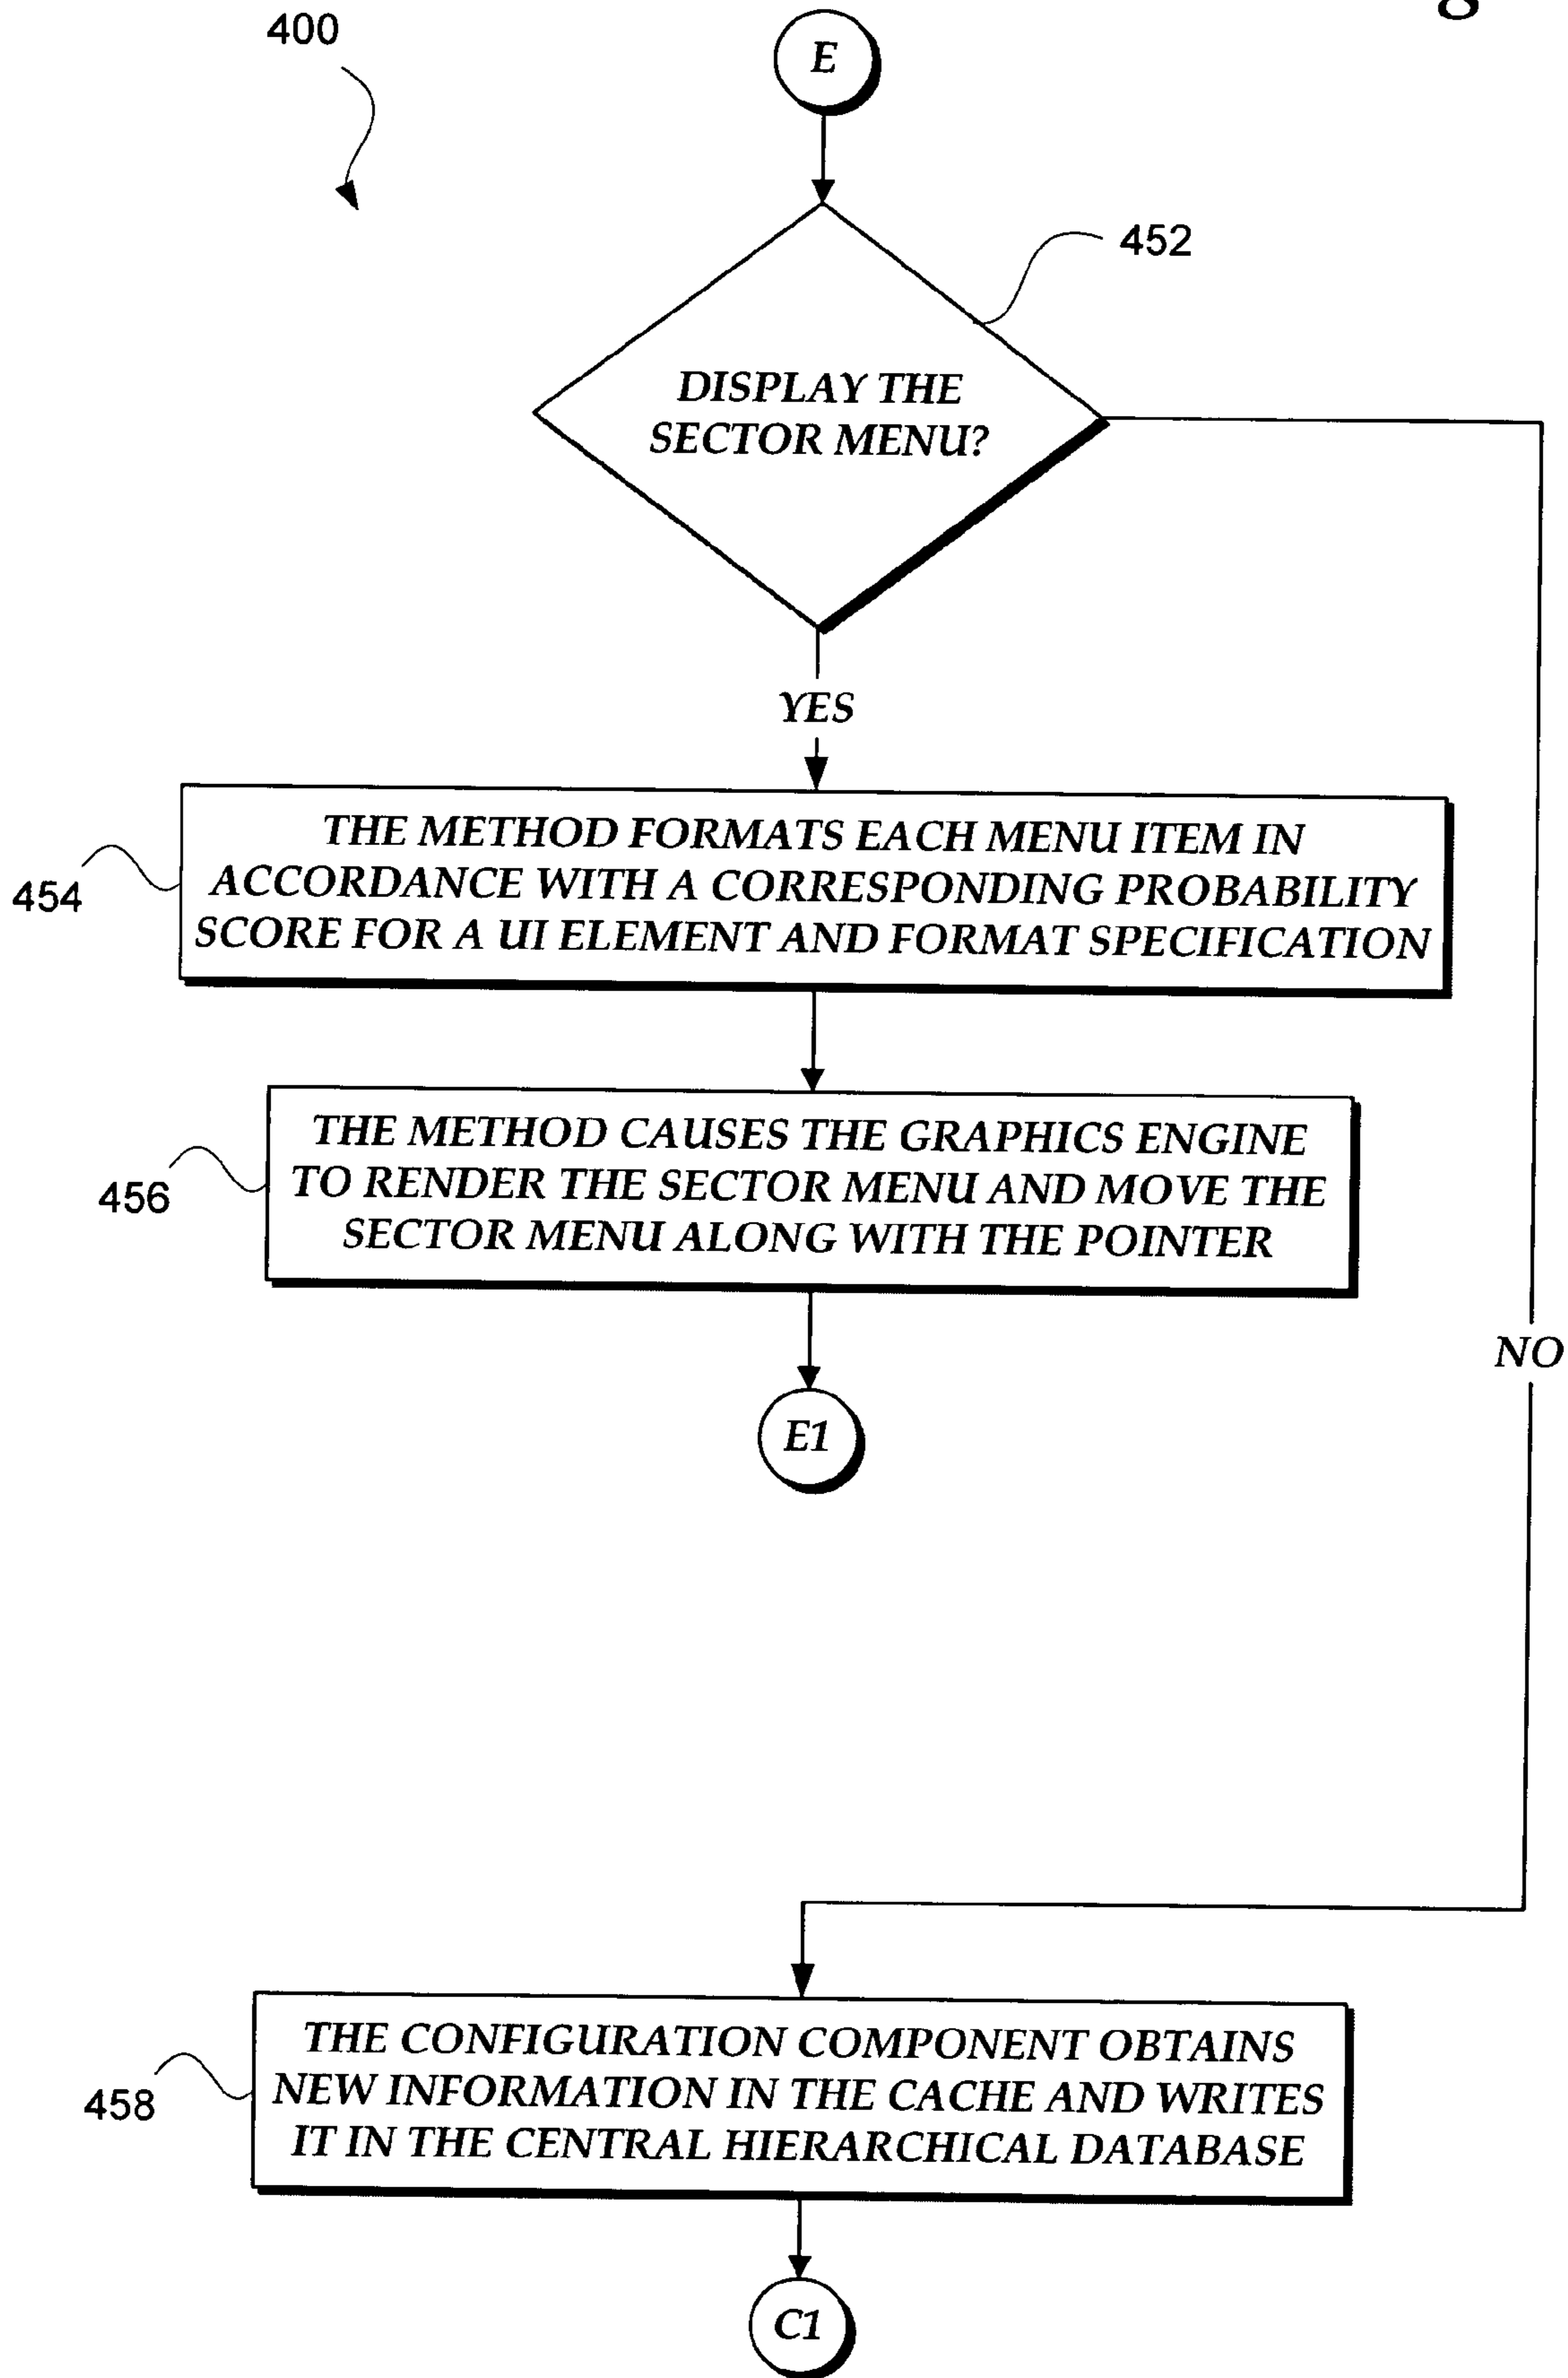 400
E
452
DISPLAY THE
SECTOR MENU?
YES
THE METHOD FORMATS EACH MENU ITEM IN
ACCORDANCE WITH A CORRESPONDING PROBABILITY
SCORE FOR A UI ELEMENT AND FORMAT SPECIFICATION
454
THE METHOD CAUSES THE GRAPHICS ENGINE
TO RENDER THE SECTOR MENU AND MOVE THE
SECTOR MENU ALONG WITH THE POINTER
456
NO
E1
THE CONFIGURATION COMPONENT OBTAINS
NEW INFORMATION IN THE CACHE AND WRITES
IT IN THE CENTRAL HIERARCHICAL DATABASE
458
C1